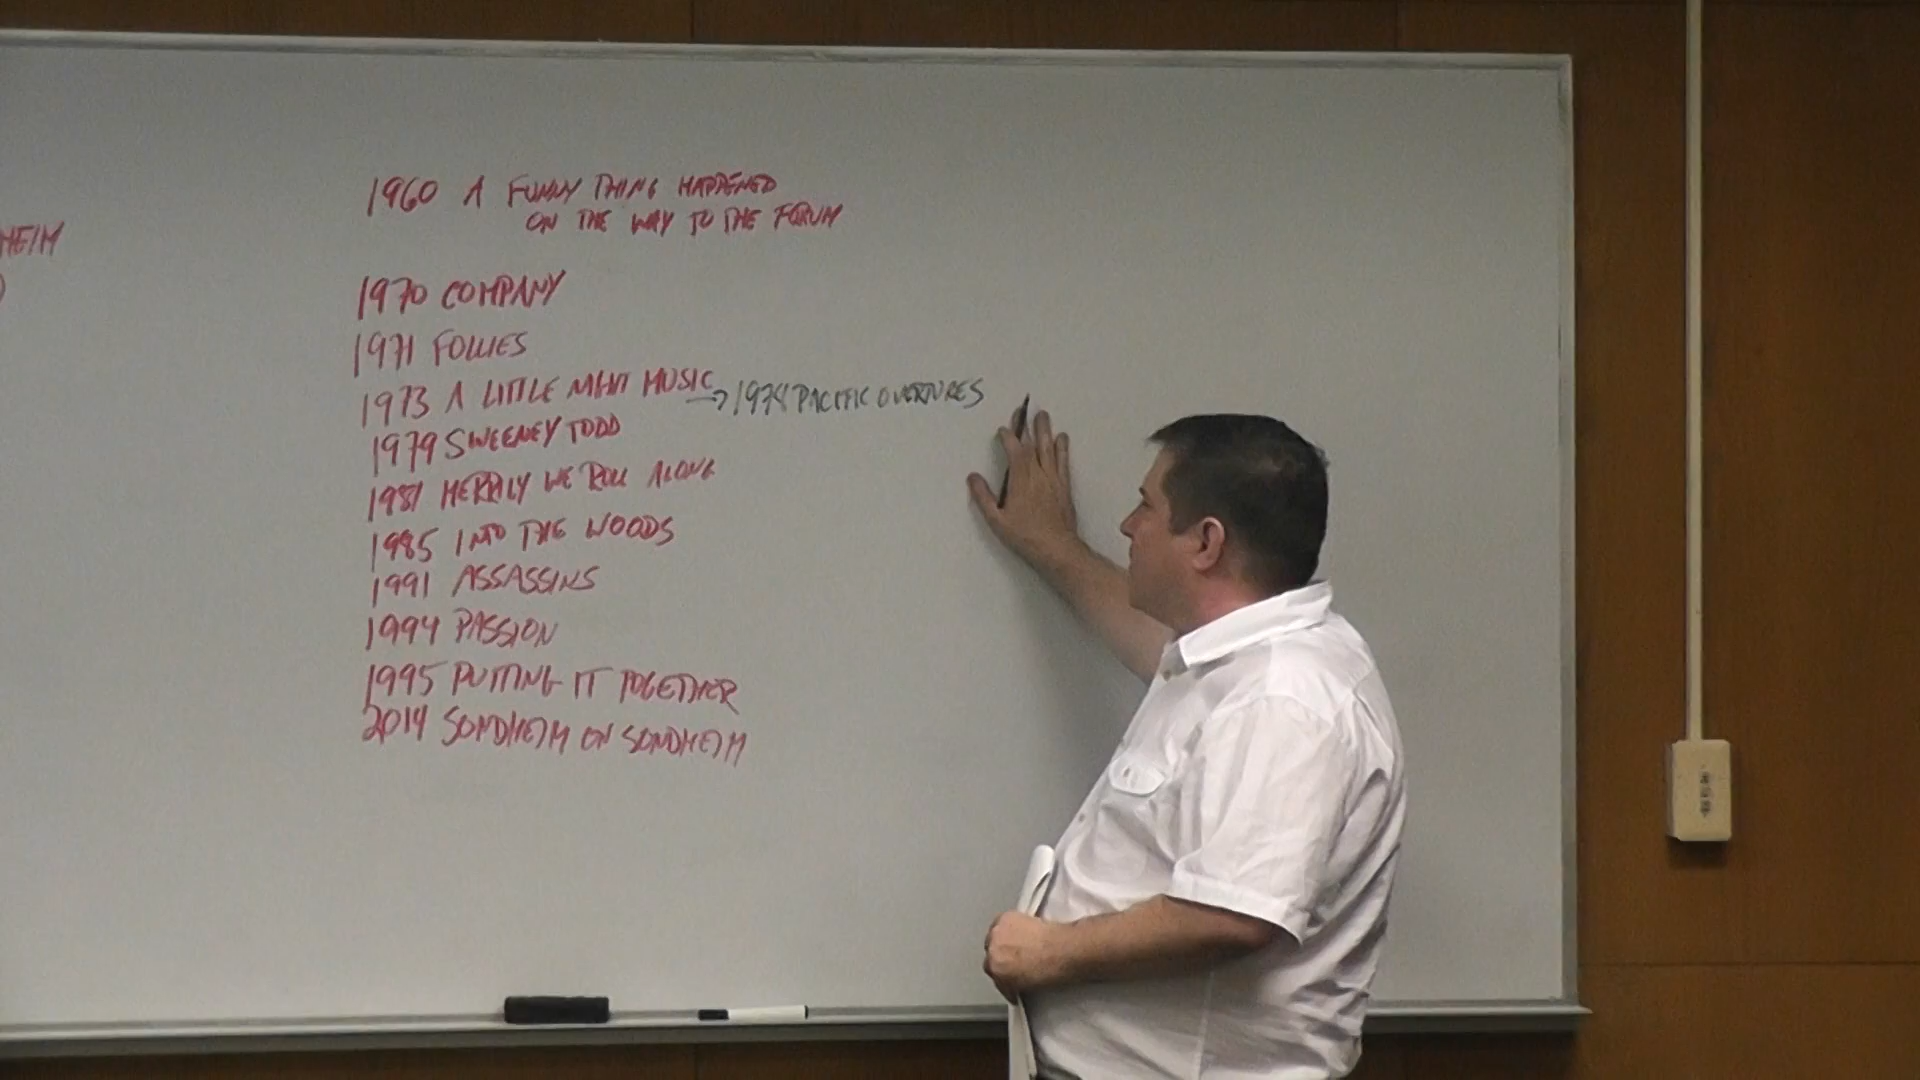 HEIM
1960 A FUNNY THING HAPPENED
ON THE WAY TO THE FORUM
1970 COMPANY
1971 FOLLIES
1973 A LITTLE NIGHT MUSIC → 1974 PACIFIC OVERTURES
1979 SWEENEY TODD
1981 MERRILY WE ROLL ALONG
1985 INTO THE WOODS
1991 ASSASSINS
1994 PASSION
1995 PUTTING IT TOGETHER
2014 SONDHEIM ON SONDHEIM